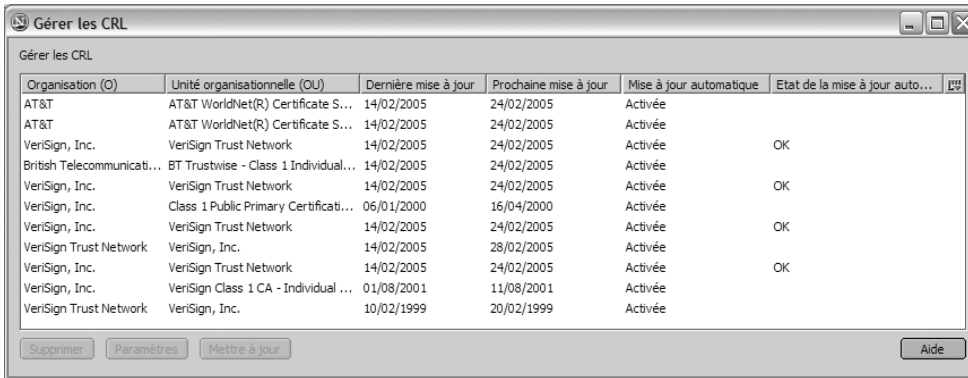 Gérer les CRL
Gérer les CRL
Organisation (O) Unité organisationnelle (OU) Dernière mise à jour Prochaine mise à jour Mise à jour automatique Etat de la mise à jour auto...
AT&T AT&T WorldNet(R) Certificate S... 14/02/2005 24/02/2005 Activée
AT&T AT&T WorldNet(R) Certificate S... 14/02/2005 24/02/2005 Activée
VeriSign, Inc. VeriSign Trust Network 14/02/2005 24/02/2005 Activée OK
British Telecommunicati... BT Trustwise - Class 1 Individual... 14/02/2005 24/02/2005 Activée
VeriSign, Inc. VeriSign Trust Network 14/02/2005 24/02/2005 Activée OK
VeriSign, Inc. Class 1 Public Primary Certificati... 06/01/2000 16/04/2000 Activée
VeriSign, Inc. VeriSign Trust Network 14/02/2005 24/02/2005 Activée OK
VeriSign Trust Network VeriSign, Inc. 14/02/2005 28/02/2005 Activée
VeriSign, Inc. VeriSign Trust Network 14/02/2005 24/02/2005 Activée OK
VeriSign, Inc. VeriSign Class 1 CA - Individual ... 01/08/2001 11/08/2001 Activée
VeriSign Trust Network VeriSign, Inc. 10/02/1999 20/02/1999 Activée
Supprimer Paramètres Mettre à jour Aide